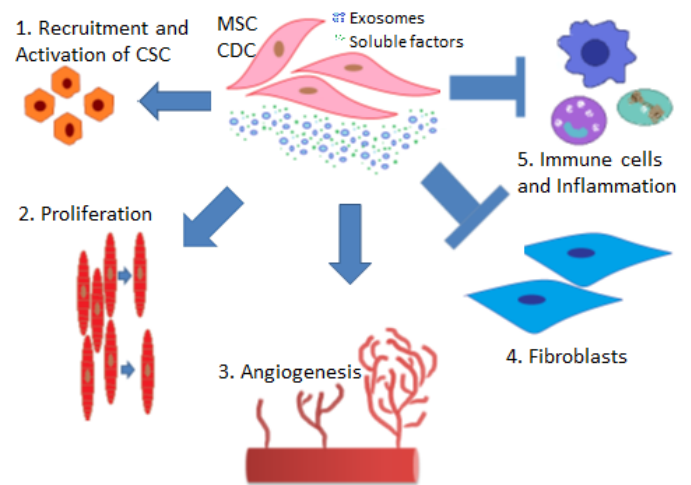 1. Recruitment and
Activation of CSC
MSC
CDC
Exosomes
Soluble factors
2. Proliferation
3. Angiogenesis
4. Fibroblasts
5. Immune cells
and Inflammation